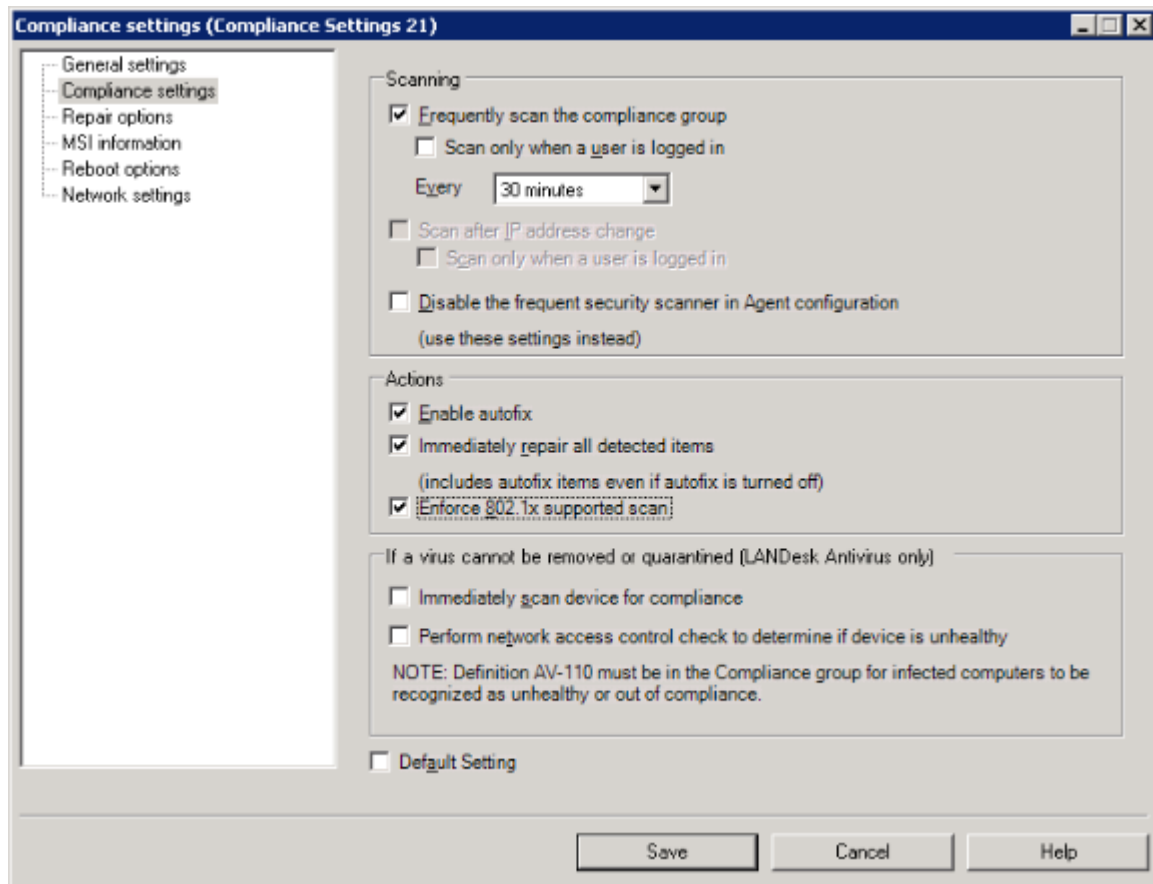 Compliance settings (Compliance Settings 21)
General settings
Compliance settings
Repair options
MSI information
Reboot options
Network settings
Scanning
Frequently scan the compliance group
Scan only when a user is logged in
Every 30 minutes
Scan after IP address change
Scan only when a user is logged in
Disable the frequent security scanner in Agent configuration
(use these settings instead)
Actions
Enable autofix
Immediately repair all detected items
(includes autofix items even if autofix is turned off)
Enforce 802.1x supported scan
If a virus cannot be removed or quarantined (LANDesk Antivirus only)
Immediately scan device for compliance
Perform network access control check to determine if device is unhealthy
NOTE: Definition AV-110 must be in the Compliance group for infected computers to be
recognized as unhealthy or out of compliance.
Default Setting
Save Cancel Help